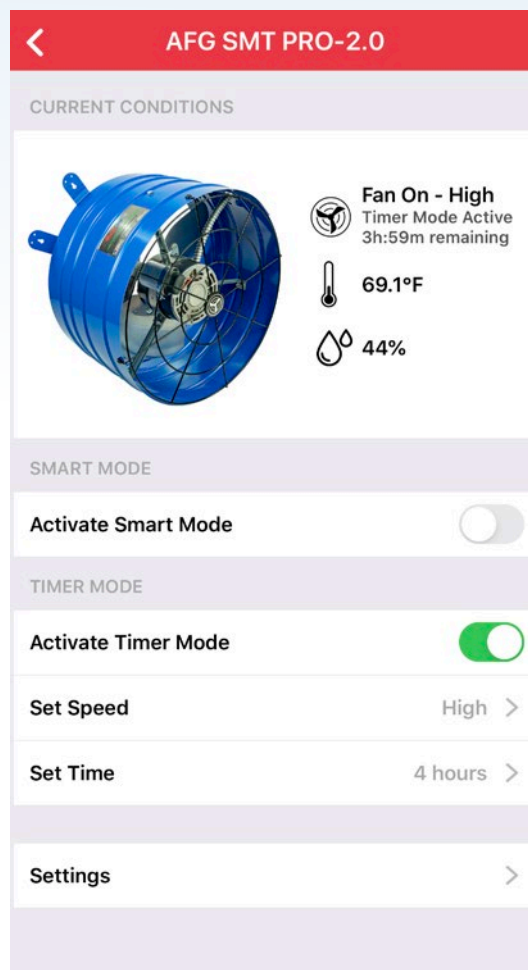 AFG SMT PRO-2.0
CURRENT CONDITIONS
Fan On - High
Timer Mode Active
3h:59m remaining
69.1°F
44%
SMART MODE
Activate Smart Mode
TIMER MODE
Activate Timer Mode
Set Speed
High
Set Time
4 hours
Settings